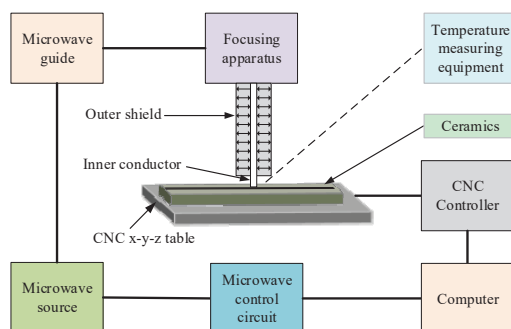 Microwave
guide
Focusing
apparatus
Temperature
measuring
equipment
Outer shield
Ceramics
Inner conductor
CNC
Controller
CNC x-y-z table
Microwave
source
Microwave
control
circuit
Computer